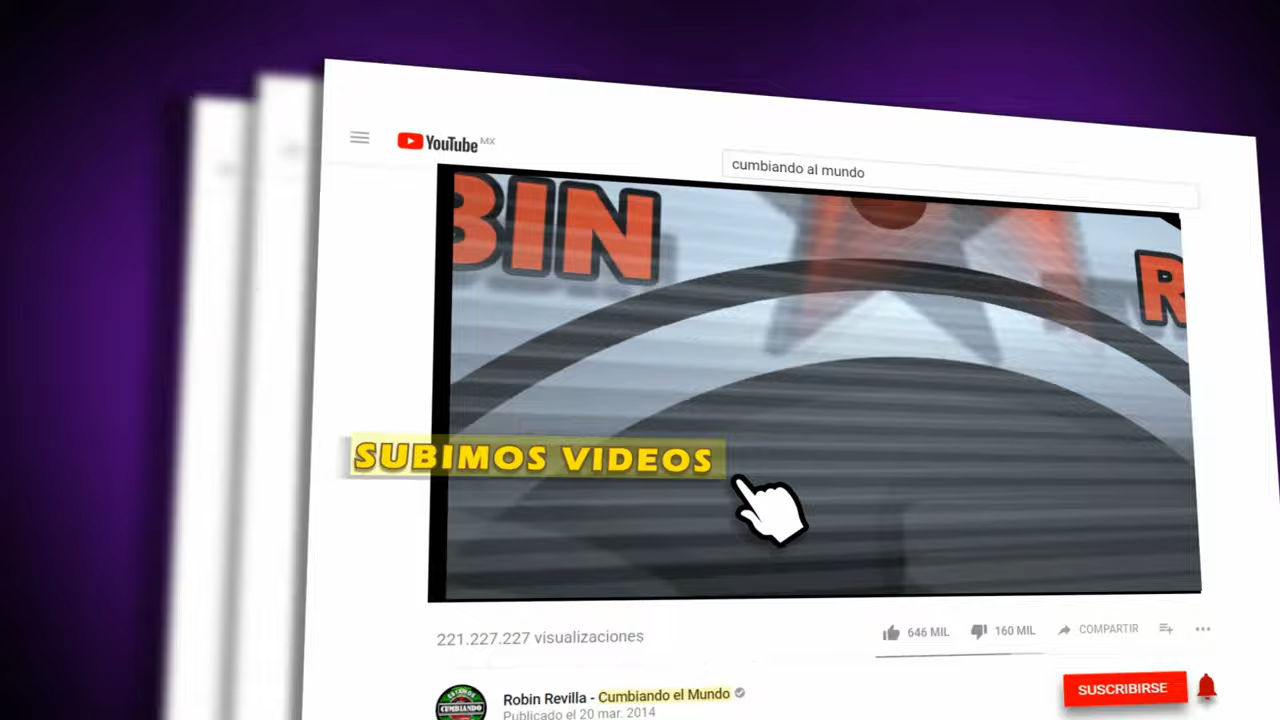 YouTube MX
cumbiando al mundo
BIN
R
SUBIMOS VIDEOS
221.227.227 visualizaciones
646 MIL
160 MIL
COMPARTIR
Robin Revilla - Cumbiando el Mundo
SUSCRIBIRSE
Publicado el 20 mar. 2014
CUMBIANDO